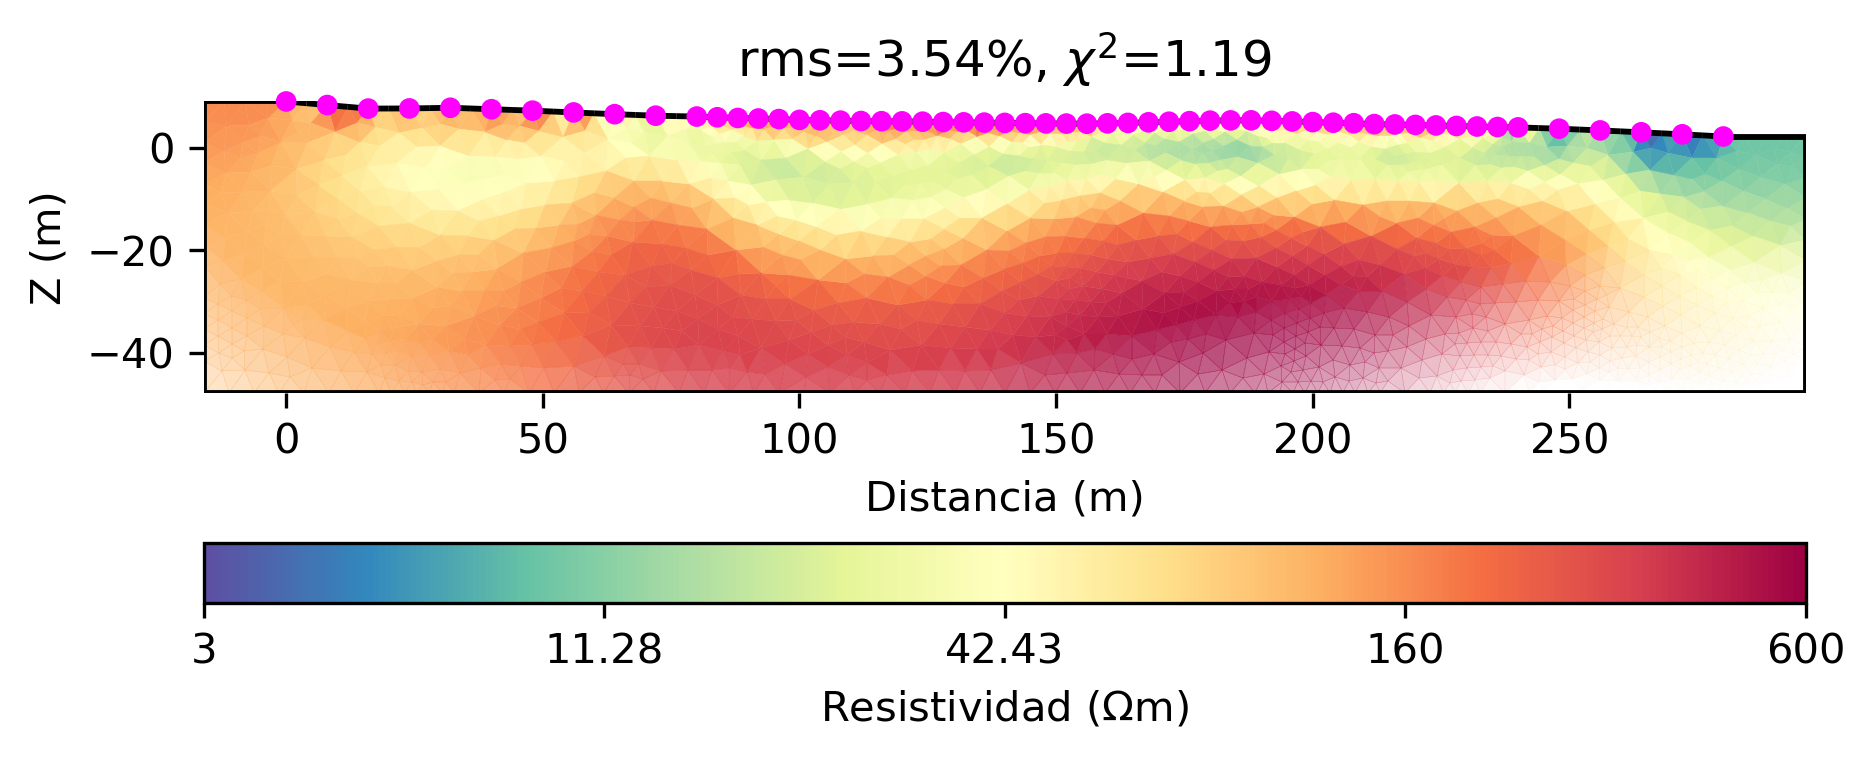 rms=3.54%, χ²=1.19
Z (m)
0
−20
−40
0 50 100 150 200 250
Distancia (m)
3 11.28 42.43 160 600
Resistividad (Ωm)